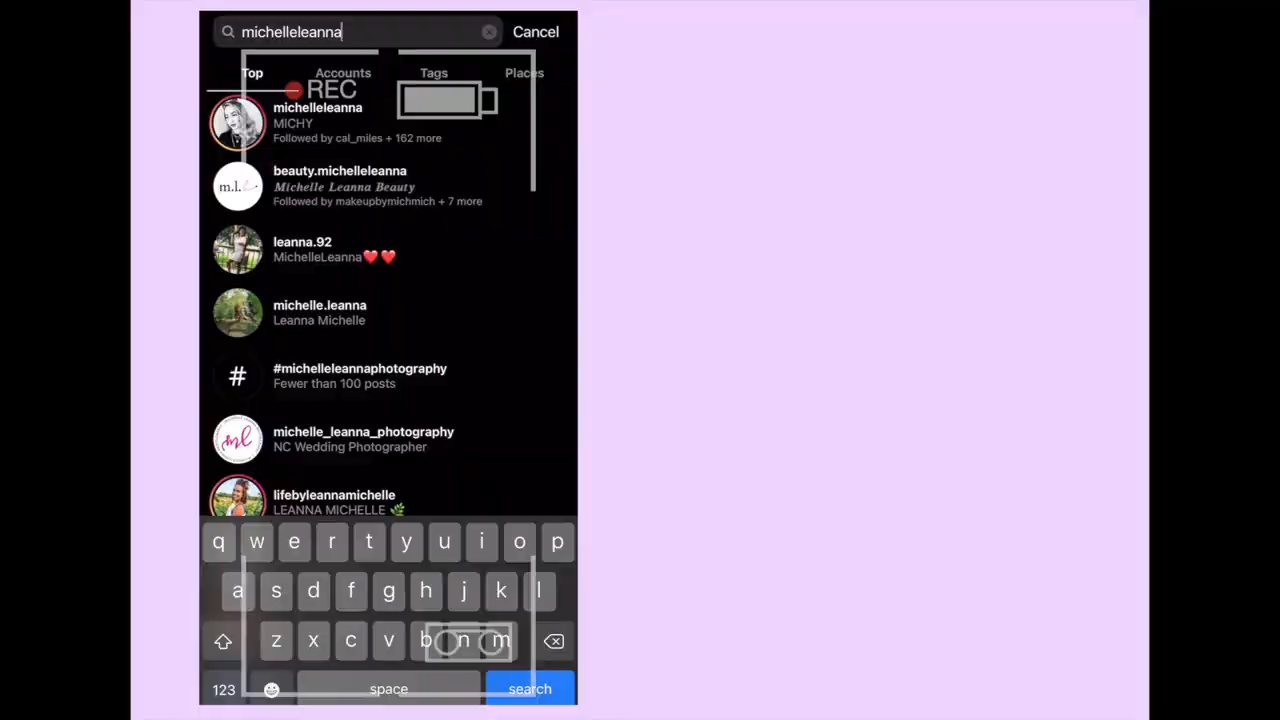 michelleleanna
Cancel
Top
Accounts
Tags
Places
REC
michelleleanna
MICHY
Followed by cal_miles + 162 more
beauty.michelleleanna
m.l.
Michelle Leanna Beauty
Followed by makeupbymichmich + 7 more
leanna.92
MichelleLeanna❤️❤️
michelle.leanna
Leanna Michelle
#
#michelleleannaphotography
Fewer than 100 posts
ml
michelle_leanna_photography
NC Wedding Photographer
lifebyleannamichelle
LEANNA MICHELLE 🌿
q w e r t y u i o p
a s d f g h j k l
z x c v b n m
123
space
search